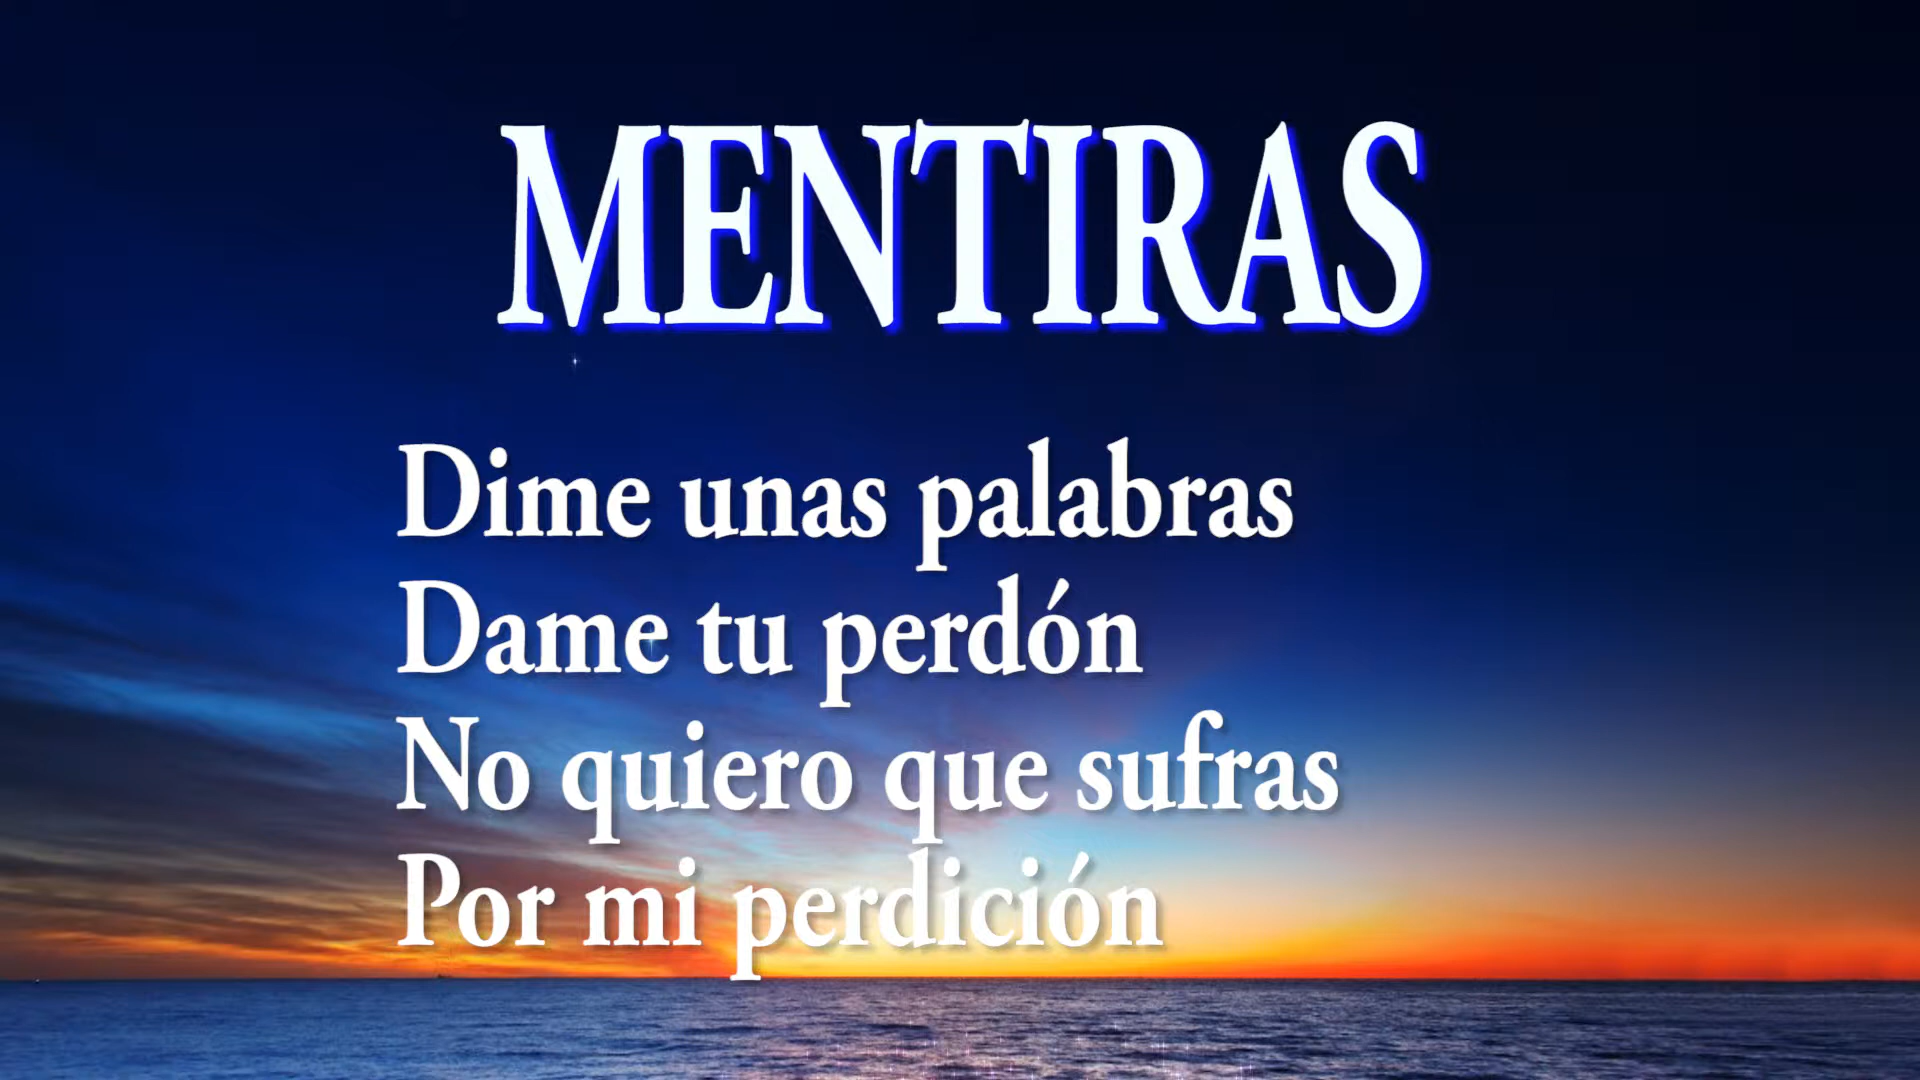 MENTIRAS
Dime unas palabras
Dame tu perdón
No quiero que sufras
Por mi perdición